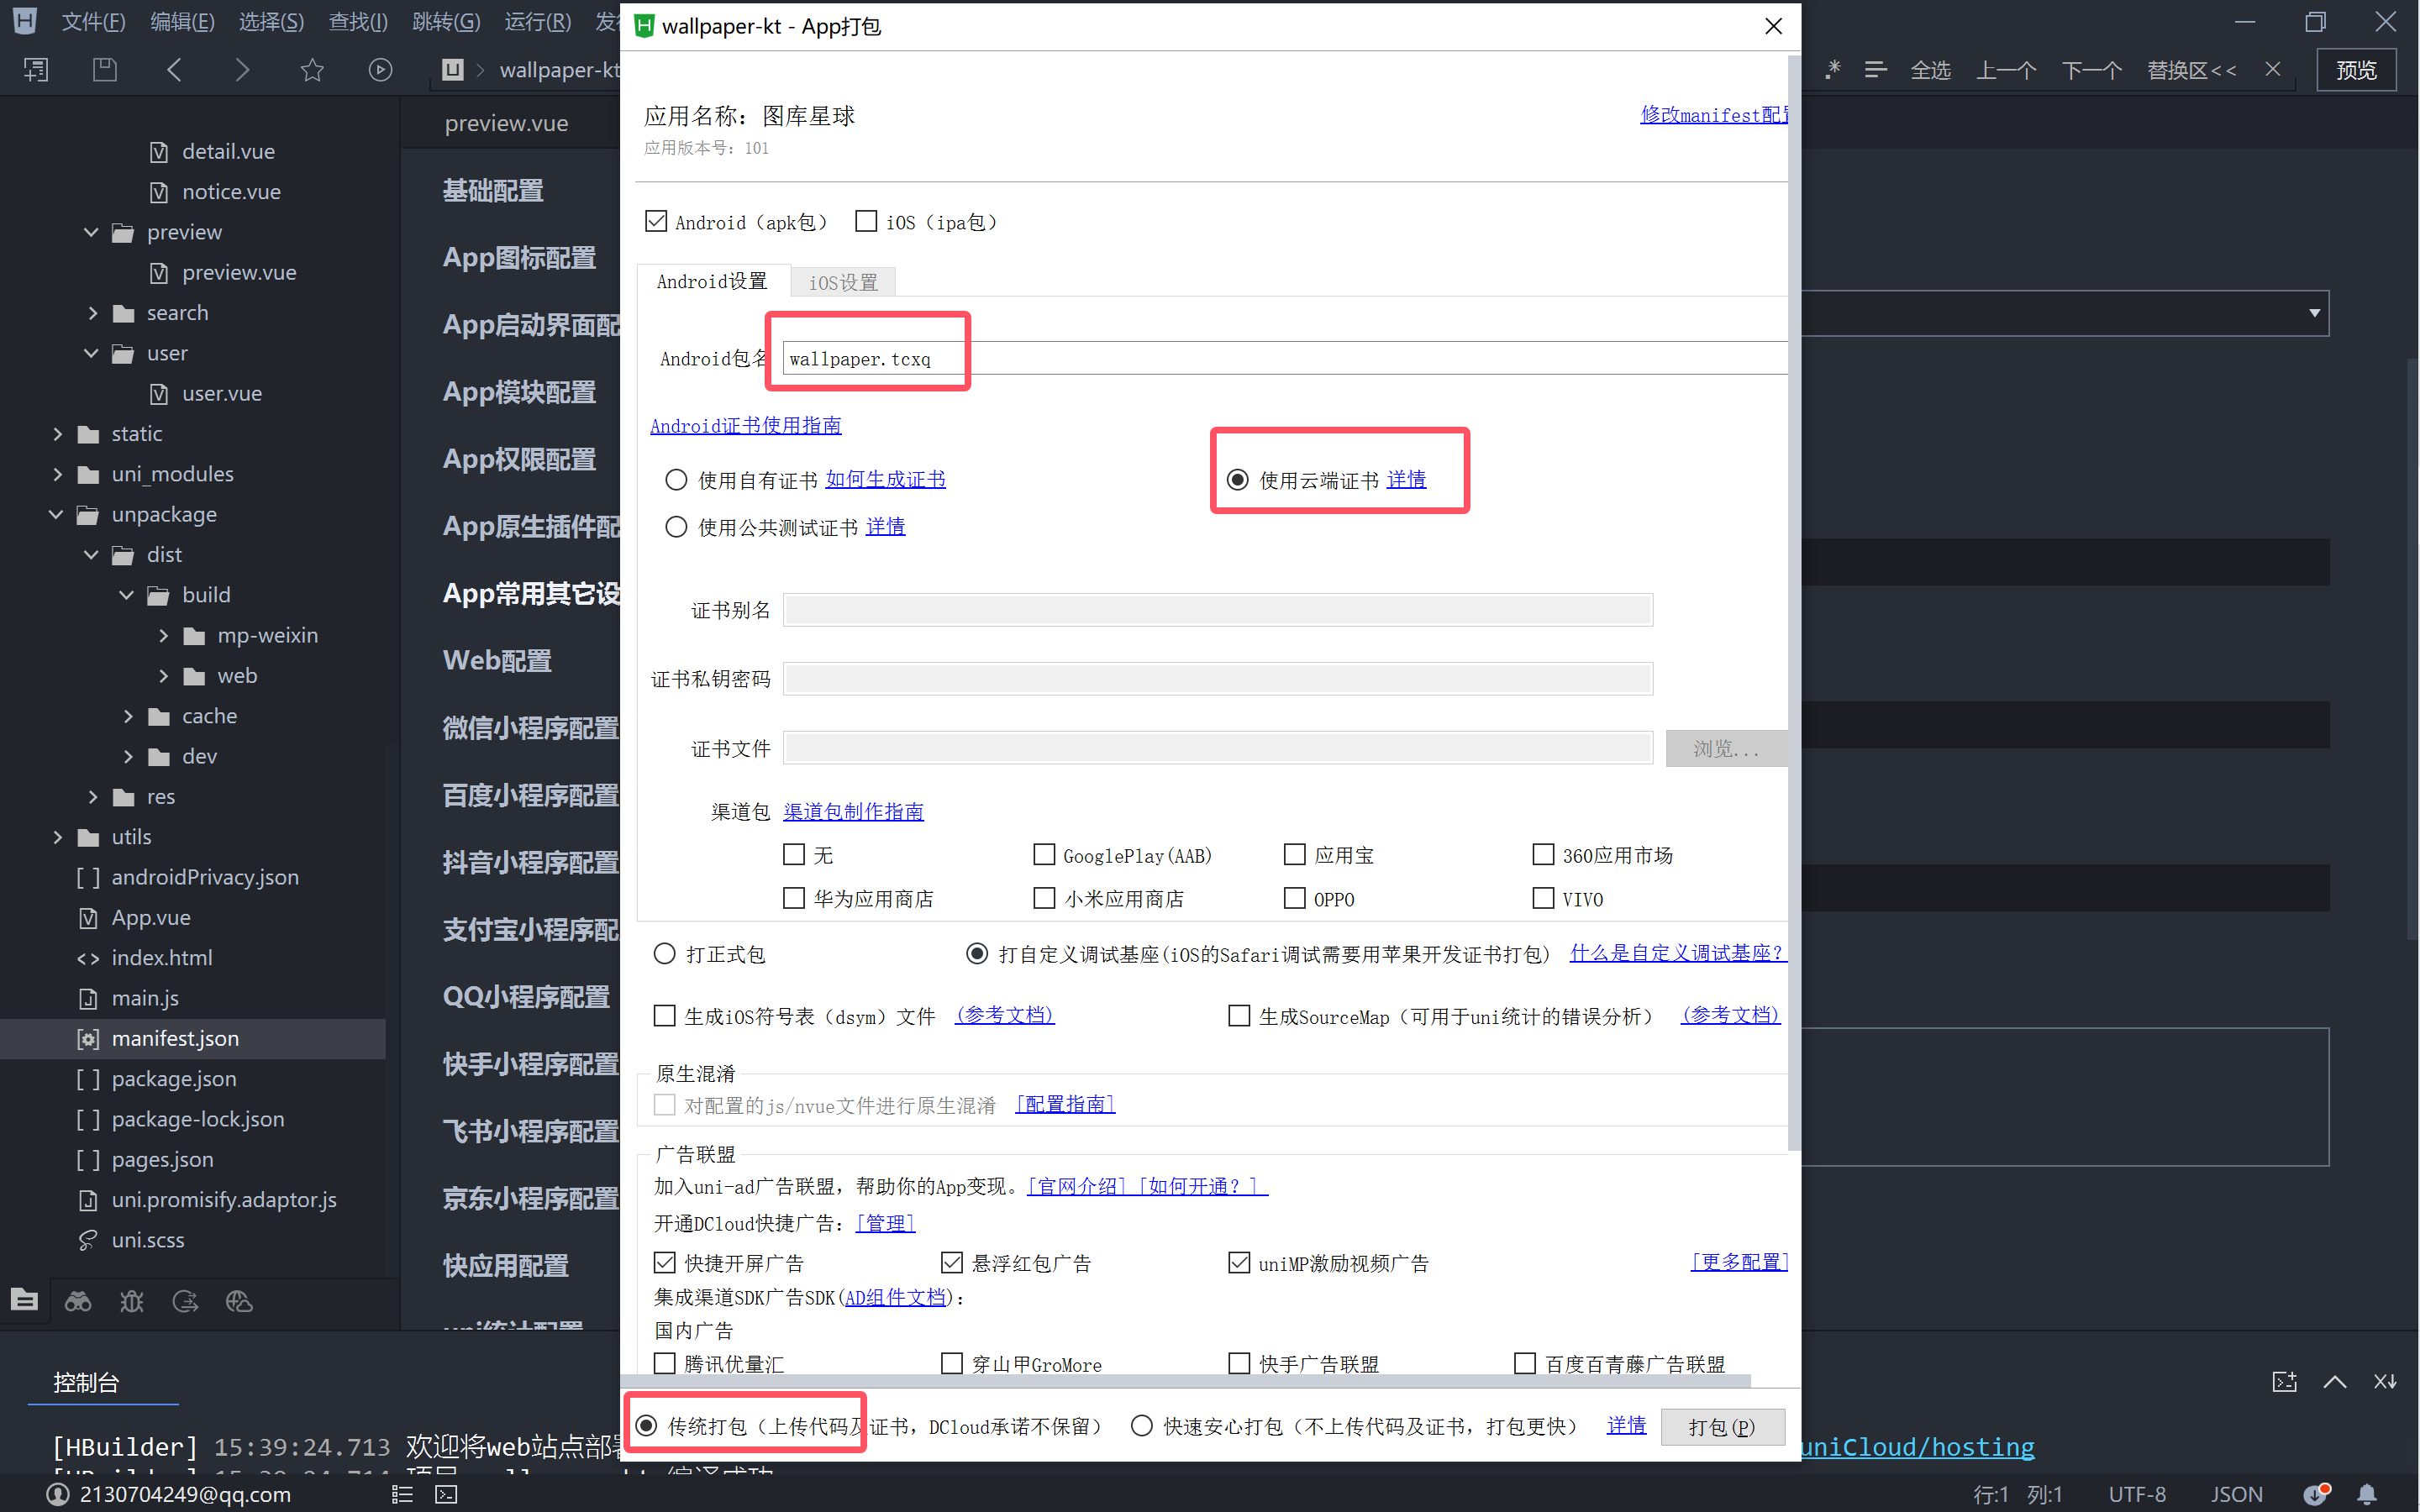 文件(F) 编辑(E) 选择(S) 查找(I) 跳转(G) 运行(R)
wallpaper-kt
全选 上一个 下一个 替换区<< 预览
detail.vue
notice.vue
preview
preview.vue
search
user
user.vue
static
uni_modules
unpackage
dist
build
mp-weixin
web
cache
dev
res
utils
androidPrivacy.json
App.vue
index.html
main.js
manifest.json
package.json
package-lock.json
pages.json
uni.promisify.adaptor.js
uni.scss
preview.vue
基础配置
App图标配置
App启动界面配
App模块配置
App权限配置
App原生插件配
App常用其它设
Web配置
微信小程序配置
百度小程序配置
抖音小程序配置
支付宝小程序配
QQ小程序配置
快手小程序配置
飞书小程序配置
京东小程序配置
快应用配置
wallpaper-kt - App打包
应用名称：图库星球
修改manifest配置
应用版本号：101
Android（apk包） iOS（ipa包）
Android设置 iOS设置
Android包名 wallpaper.tcxq
Android证书使用指南
使用自有证书 如何生成证书 使用云端证书 详情
使用公共测试证书 详情
证书别名
证书私钥密码
证书文件 浏览...
渠道包 渠道包制作指南
无 GooglePlay(AAB) 应用宝 360应用市场
华为应用商店 小米应用商店 OPPO VIVO
打正式包 打自定义调试基座(iOS的Safari调试需要用苹果开发证书打包) 什么是自定义调试基座?
生成iOS符号表（dsym）文件 (参考文档) 生成SourceMap（可用于uni统计的错误分析） (参考文档)
原生混淆
对配置的js/nvue文件进行原生混淆 [配置指南]
广告联盟
加入uni-ad广告联盟，帮助你的App变现。[官网介绍] [如何开通？]
开通DCloud快捷广告：[管理]
快捷开屏广告 悬浮红包广告 uniMP激励视频广告 [更多配置]
集成渠道SDK广告SDK(AD组件文档)：
国内广告
腾讯优量汇 穿山甲GroMore 快手广告联盟 百度百青藤广告联盟
传统打包（上传代码及证书，DCloud承诺不保留） 快速安心打包（不上传代码及证书，打包更快） 详情 打包(P)
控制台
[HBuilder] 15:39:24.713 欢迎将web站点部署
uniCloud/hosting
2130704249@qq.com
行:1 列:1 UTF-8 JSON